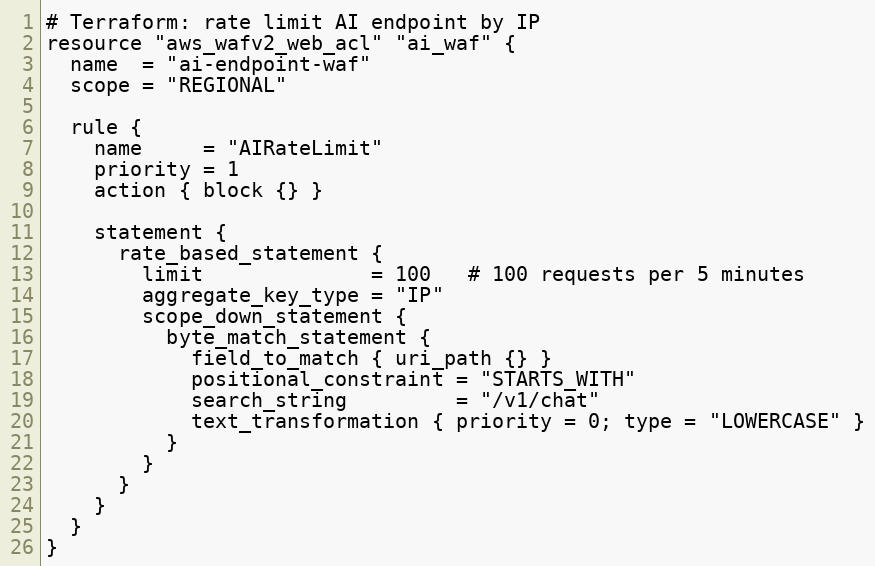 1 # Terraform: rate limit AI endpoint by IP
2 resource "aws_wafv2_web_acl" "ai_waf" {
3   name  = "ai-endpoint-waf"
4   scope = "REGIONAL"
5
6   rule {
7     name     = "AIRateLimit"
8     priority = 1
9     action { block {} }
10
11     statement {
12       rate_based_statement {
13         limit              = 100   # 100 requests per 5 minutes
14         aggregate_key_type = "IP"
15         scope_down_statement {
16           byte_match_statement {
17             field_to_match { uri_path {} }
18             positional_constraint = "STARTS_WITH"
19             search_string         = "/v1/chat"
20             text_transformation { priority = 0; type = "LOWERCASE" }
21           }
22         }
23       }
24     }
25   }
26 }